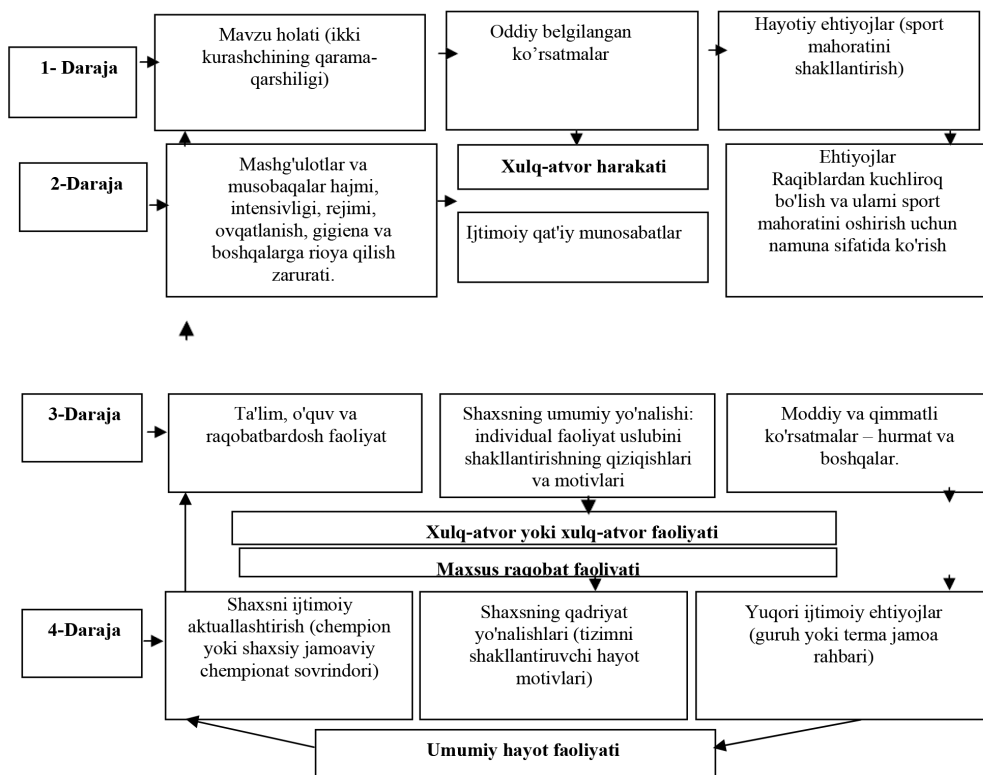 1- Daraja
Mavzu holati (ikki
kurashchining qarama-
qarshiligi)
Oddiy belgilangan
ko’rsatmalar
Hayotiy ehtiyojlar (sport
mahoratini
shakllantirish)
2-Daraja
Mashg'ulotlar va
musobaqalar hajmi,
intensivligi, rejimi,
ovqatlanish, gigiena va
boshqalarga rioya qilish
zarurati.
Xulq-atvor harakati
Ijtimoiy qat'iy munosabatlar
Ehtiyojlar
Raqiblardan kuchliroq
bo'lish va ularni sport
mahoratini oshirish uchun
namuna sifatida ko'rish
3-Daraja
Ta'lim, o'quv va
raqobatbardosh faoliyat
Shaxsning umumiy yo'nalishi:
individual faoliyat uslubini
shakllantirishning qiziqishlari
va motivlari
Moddiy va qimmatli
ko'rsatmalar – hurmat va
boshqalar.
Xulq-atvor yoki xulq-atvor faoliyati
Maxsus raqobat faoliyati
4-Daraja
Shaxsni ijtimoiy
aktuallashtirish (chempion
yoki shaxsiy jamoaviy
chempionat sovrindori)
Shaxsning qadriyat
yo'nalishlari (tizimni
shakllantiruvchi hayot
motivlari)
Yuqori ijtimoiy ehtiyojlar
(guruh yoki terma jamoa
rahbari)
Umumiy hayot faoliyati